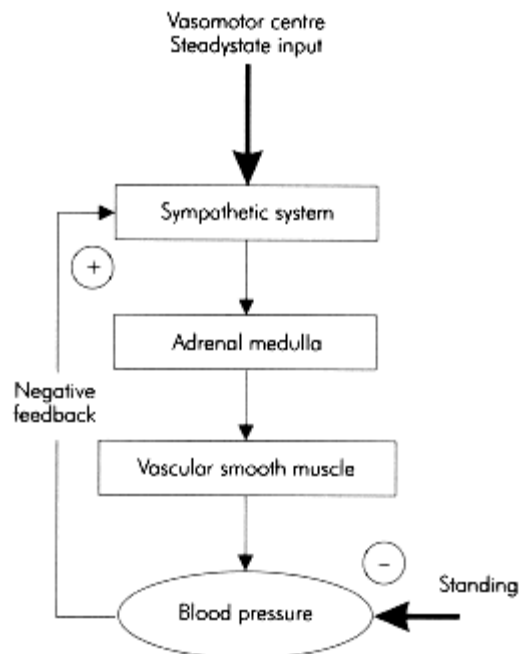 Vasomotor centre
Steadystate input
Sympathetic system
+
Adrenal medulla
Negative
feedback
Vascular smooth muscle
−
Standing
Blood pressure